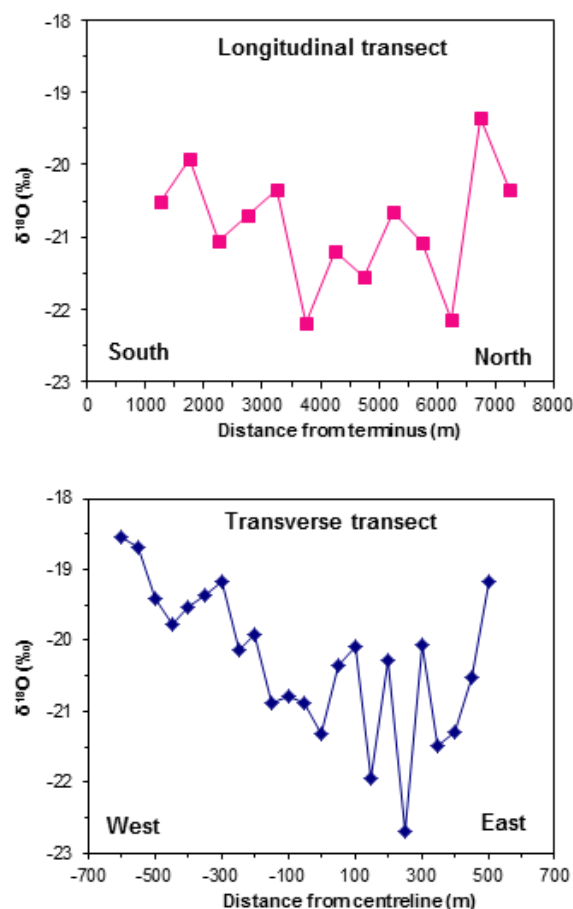 Longitudinal transect
-18
-19
-20
-21
-22
-23
δ¹⁸O (‰)
South
North
0 1000 2000 3000 4000 5000 6000 7000 8000
Distance from terminus (m)
Transverse transect
-18
-19
-20
-21
-22
-23
δ¹⁸O (‰)
West
East
-700 -500 -300 -100 100 300 500 700
Distance from centreline (m)